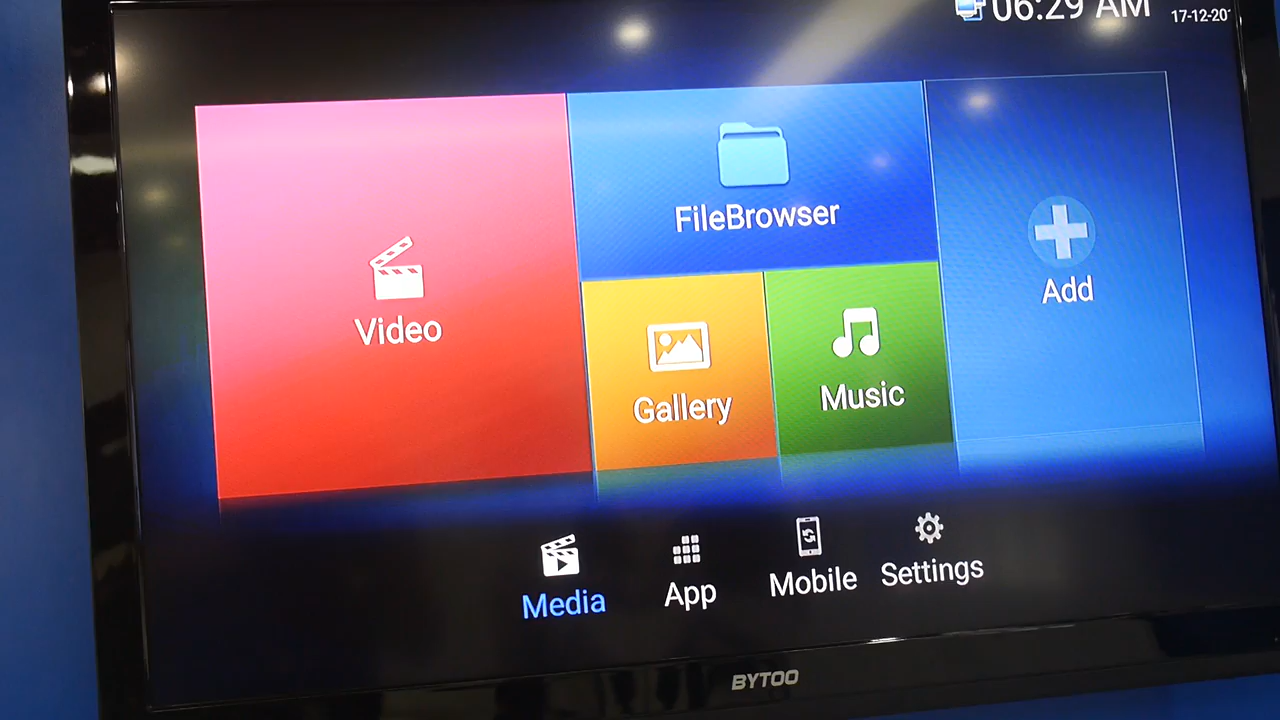 06:29 AM
17-12-20
FileBrowser
Video
Add
Gallery
Music
Media
App
Mobile
Settings
BYTOO